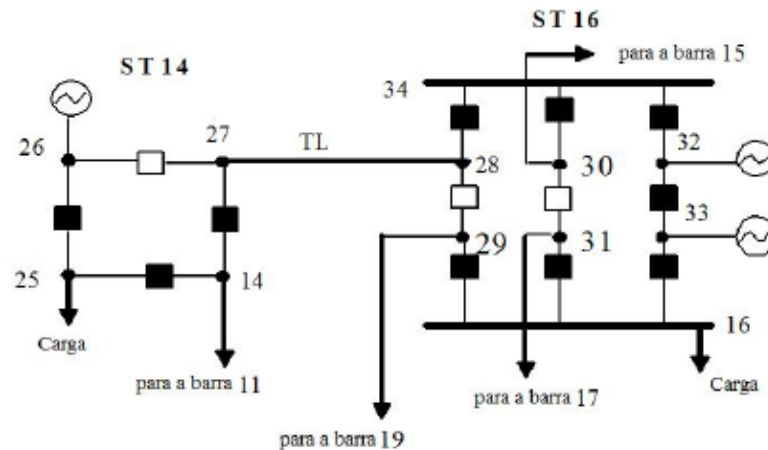 ST 16
para a barra 15
ST 14
34
26
27
TL
28
30
32
33
29
31
25
14
16
Carga
para a barra 11
para a barra 17
Carga
para a barra 19